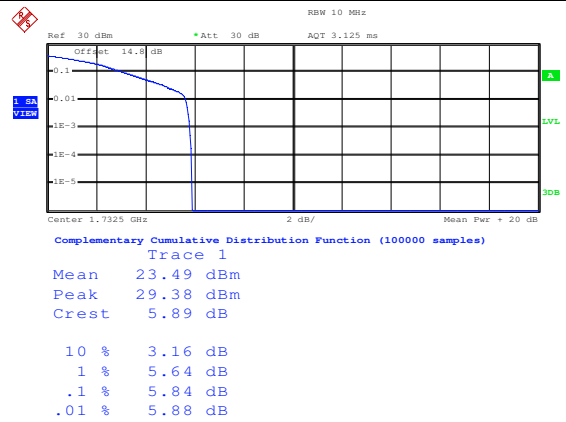 RBW 10 MHz
Ref 30 dBm *Att 30 dB AQT 3.125 ms
Offset 14.8 dB
0.1
A
0.01
1 SA
VIEW
LVL
1E-3
1E-4
1E-5
3DB
Center 1.7325 GHz 2 dB/ Mean Pwr + 20 dB
Complementary Cumulative Distribution Function (100000 samples)
Trace 1
Mean 23.49 dBm
Peak 29.38 dBm
Crest 5.89 dB
10 % 3.16 dB
1 % 5.64 dB
.1 % 5.84 dB
.01 % 5.88 dB